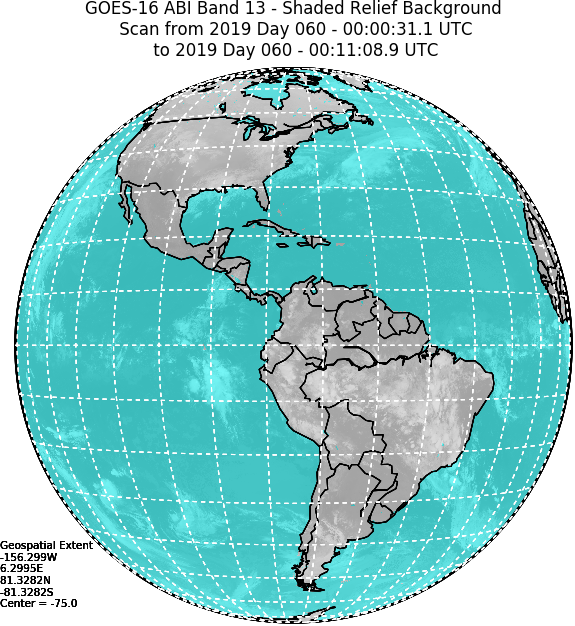 GOES-16 ABI Band 13 - Shaded Relief Background
Scan from 2019 Day 060 - 00:00:31.1 UTC
to 2019 Day 060 - 00:11:08.9 UTC
Geospatial Extent
-156.299W
6.2995E
81.3282N
-81.3282S
Center = -75.0